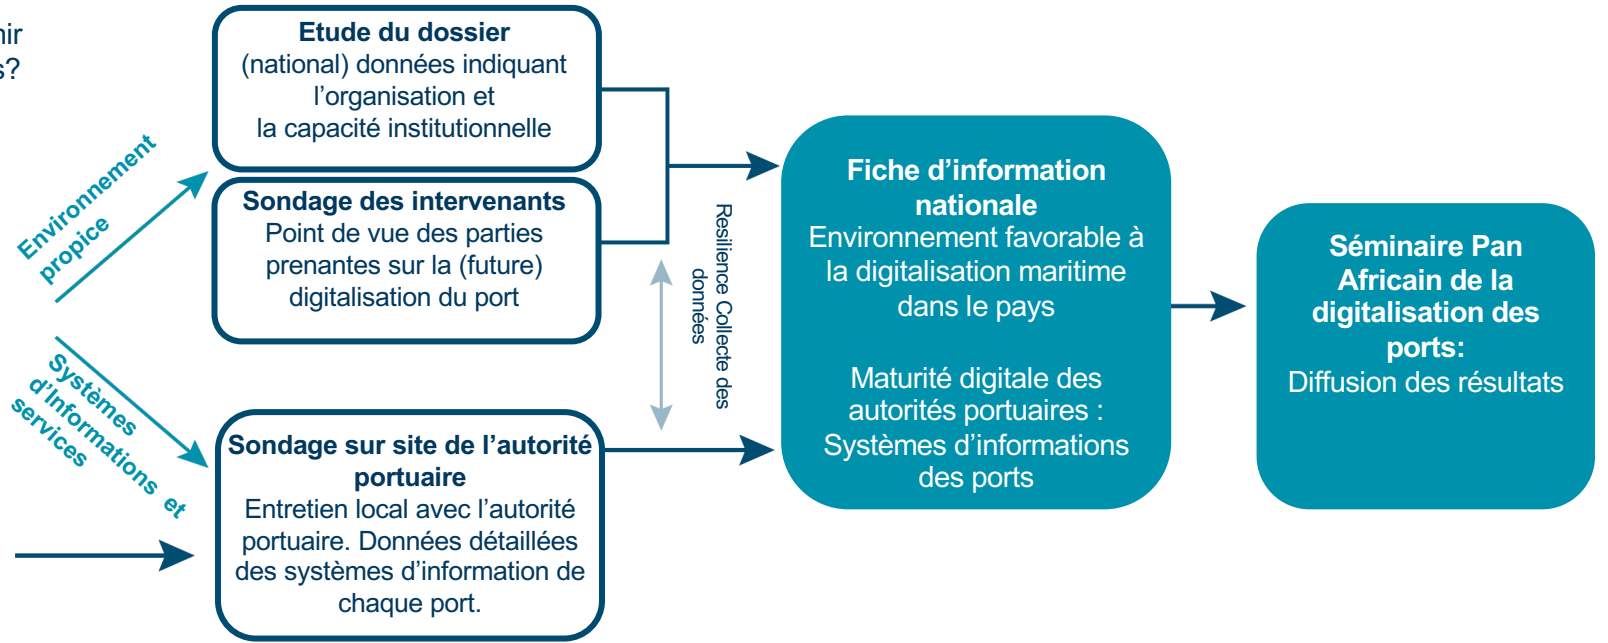 nir
s?
Environnement
propice
Systèmes
d'Informations et
services
Etude du dossier
(national) données indiquant
l'organisation et
la capacité institutionnelle
Sondage des intervenants
Point de vue des parties
prenantes sur la (future)
digitalisation du port
Sondage sur site de l'autorité
portuaire
Entretien local avec l'autorité
portuaire. Données détaillées
des systèmes d'information de
chaque port.
Resilience Collecte des
données
Fiche d'information
nationale
Environnement favorable à
la digitalisation maritime
dans le pays
Maturité digitale des
autorités portuaires :
Systèmes d'informations
des ports
Séminaire Pan
Africain de la
digitalisation des
ports:
Diffusion des résultats